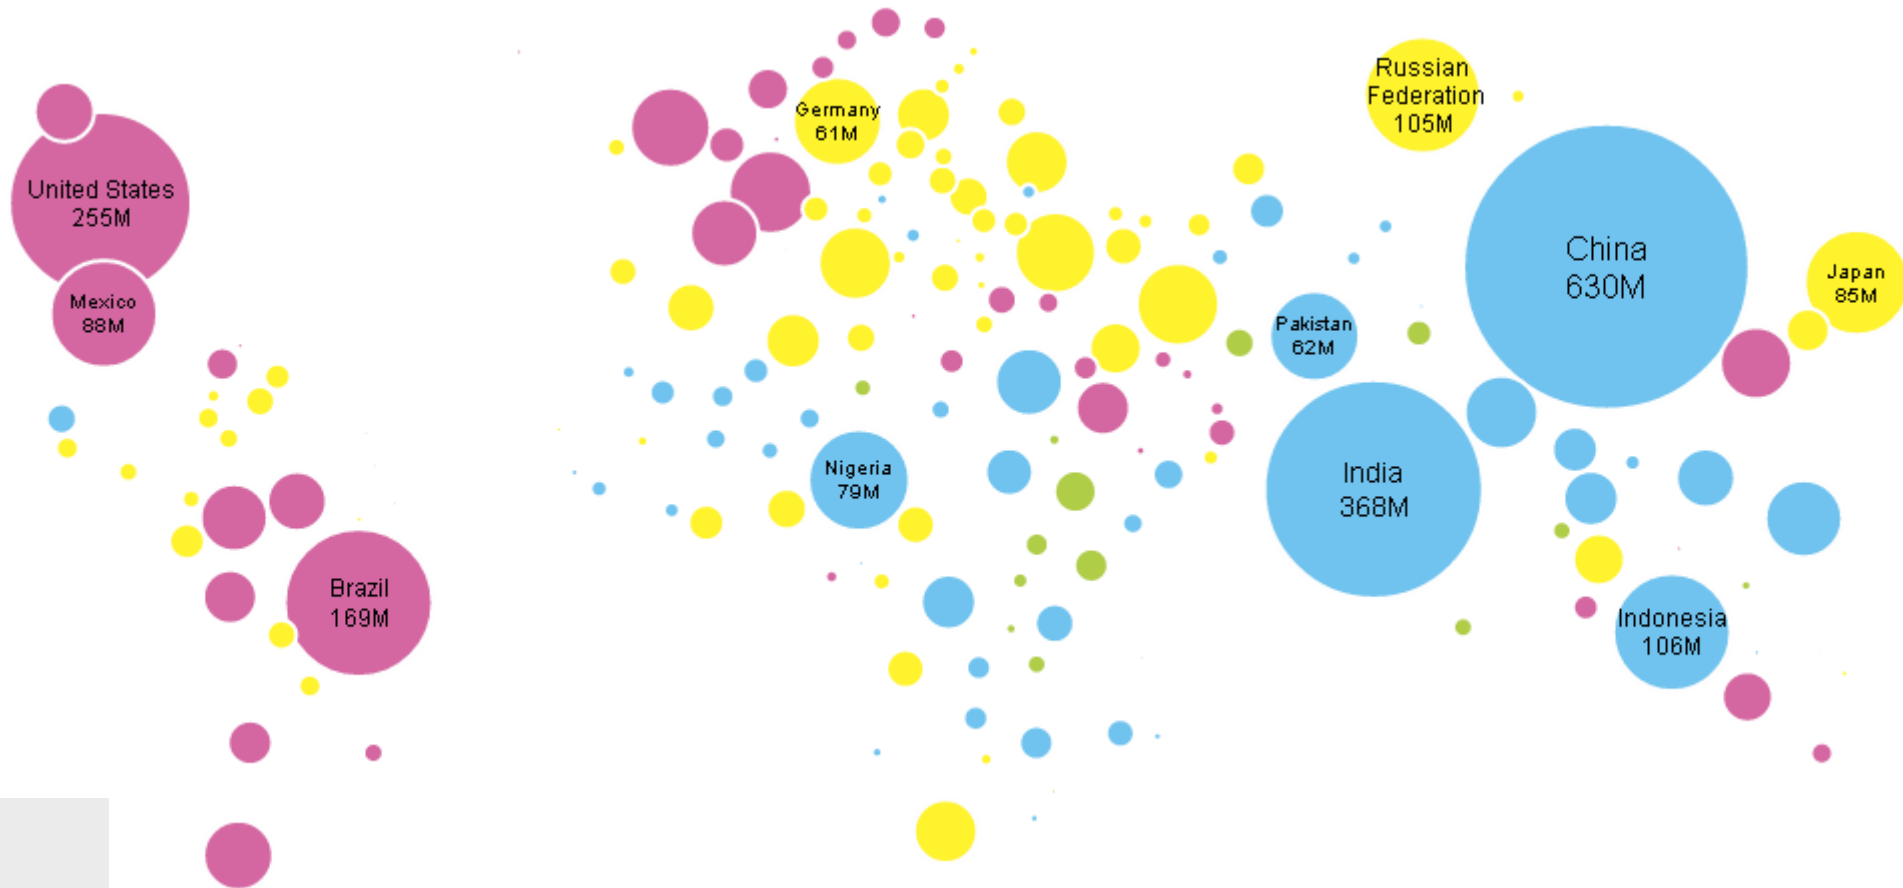 United States
255M
Mexico
88M
Brazil
169M
Germany
61M
Nigeria
79M
Russian
Federation
105M
Pakistan
62M
India
368M
China
630M
Japan
85M
Indonesia
106M